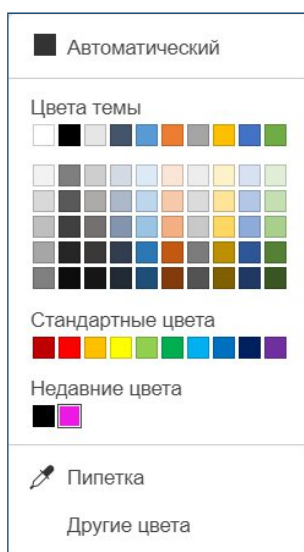 Автоматический
Цвета темы
Стандартные цвета
Недавние цвета
Пипетка
Другие цвета